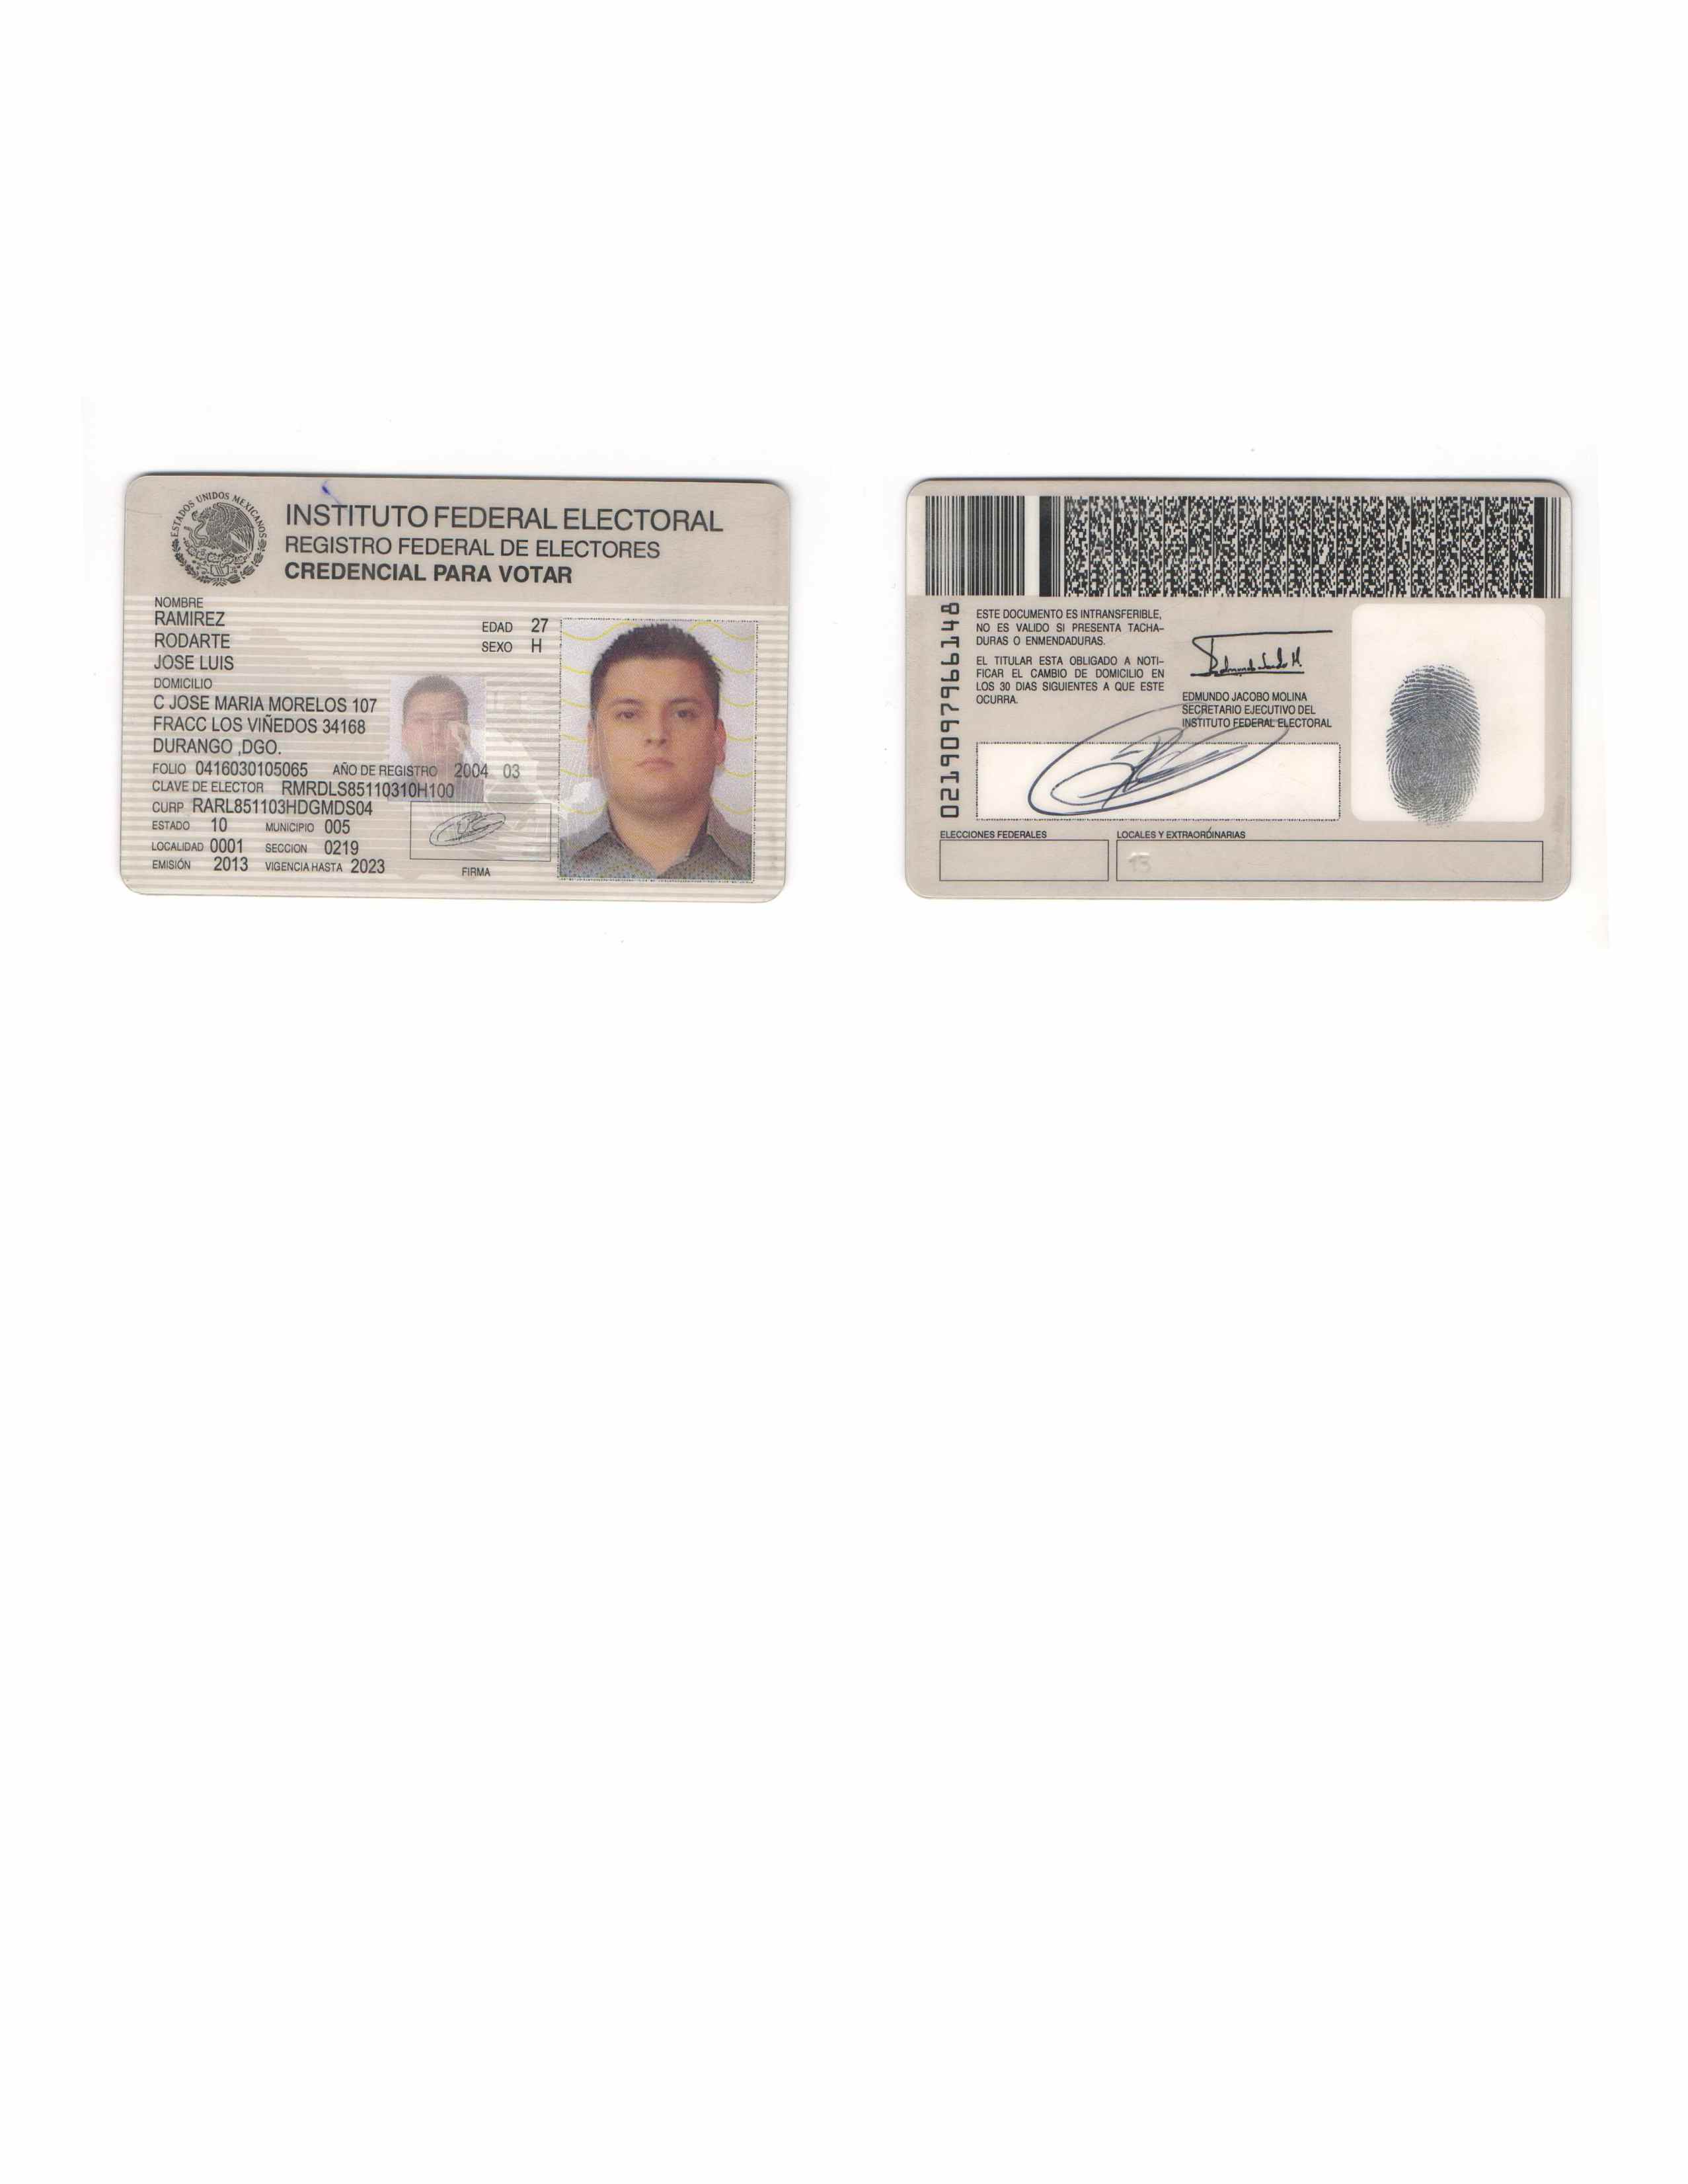 ESTADOS UNIDOS MEXICANOS
INSTITUTO FEDERAL ELECTORAL
REGISTRO FEDERAL DE ELECTORES
CREDENCIAL PARA VOTAR
NOMBRE
RAMIREZ
RODARTE
JOSE LUIS
EDAD 27
SEXO H
DOMICILIO
C JOSE MARIA MORELOS 107
FRACC LOS VIÑEDOS 34168
DURANGO ,DGO.
FOLIO 0416030105065 AÑO DE REGISTRO 2004 03
CLAVE DE ELECTOR RMRDLS85110310H100
CURP RARL851103HDGMDS04
ESTADO 10 MUNICIPIO 005
LOCALIDAD 0001 SECCION 0219
EMISIÓN 2013 VIGENCIA HASTA 2023
FIRMA
0219097966148
ESTE DOCUMENTO ES INTRANSFERIBLE,
NO ES VALIDO SI PRESENTA TACHA-
DURAS O ENMENDADURAS.
EL TITULAR ESTA OBLIGADO A NOTI-
FICAR EL CAMBIO DE DOMICILIO EN
LOS 30 DIAS SIGUIENTES A QUE ESTE
OCURRA.
EDMUNDO JACOBO MOLINA
SECRETARIO EJECUTIVO DEL
INSTITUTO FEDERAL ELECTORAL
ELECCIONES FEDERALES
LOCALES Y EXTRAORDINARIAS
15